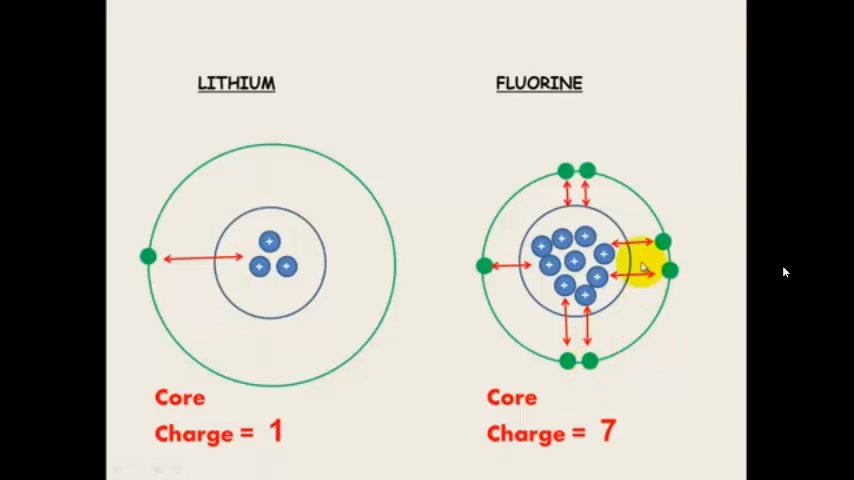 LITHIUM
FLUORINE
+
+ +
+ + +
+ + +
+ + +
Core
Charge = 1
Core
Charge = 7